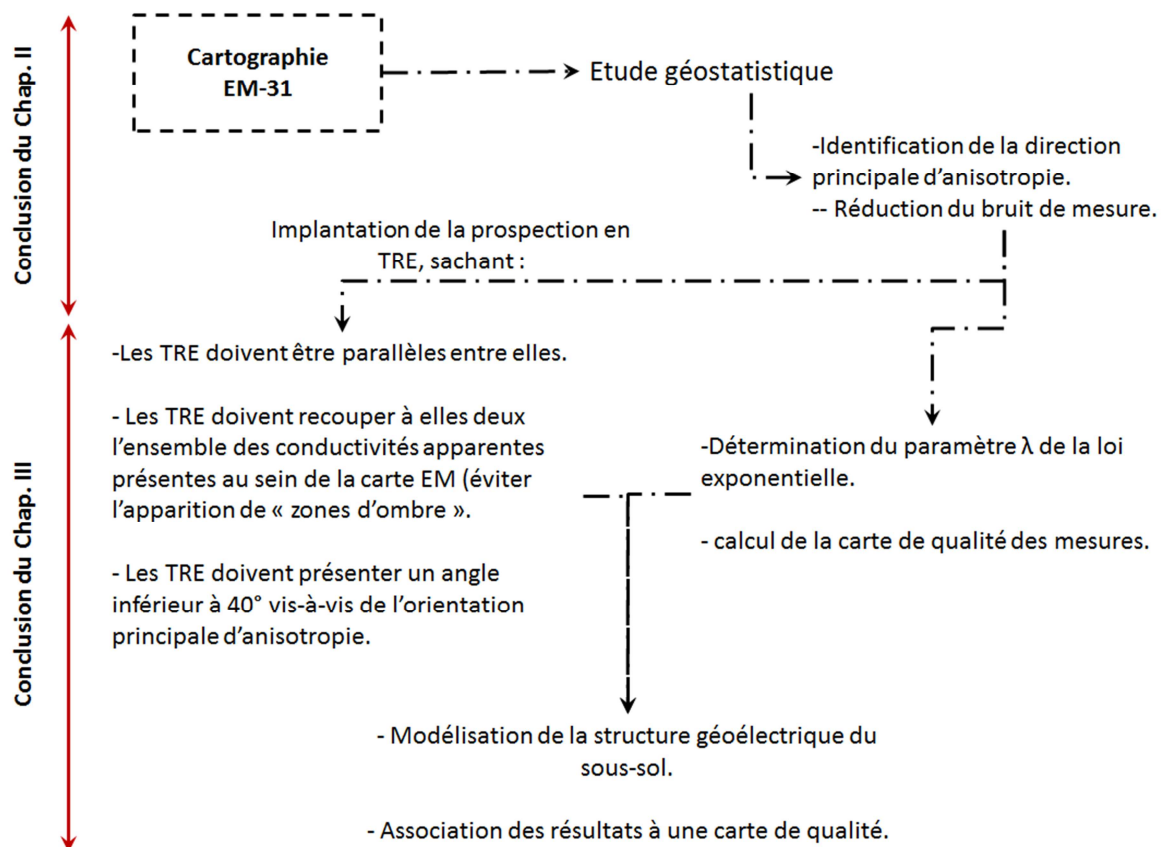 Conclusion du Chap. II
Cartographie
EM-31
Etude géostatistique
-Identification de la direction
principale d'anisotropie.
-- Réduction du bruit de mesure.
Implantation de la prospection en
TRE, sachant :
Conclusion du Chap. III
-Les TRE doivent être parallèles entre elles.
- Les TRE doivent recouper à elles deux
l'ensemble des conductivités apparentes
présentes au sein de la carte EM (éviter
l'apparition de « zones d'ombre ».
- Les TRE doivent présenter un angle
inférieur à 40° vis-à-vis de l'orientation
principale d'anisotropie.
-Détermination du paramètre λ de la loi
exponentielle.
- calcul de la carte de qualité des mesures.
- Modélisation de la structure géoélectrique du
sous-sol.
- Association des résultats à une carte de qualité.